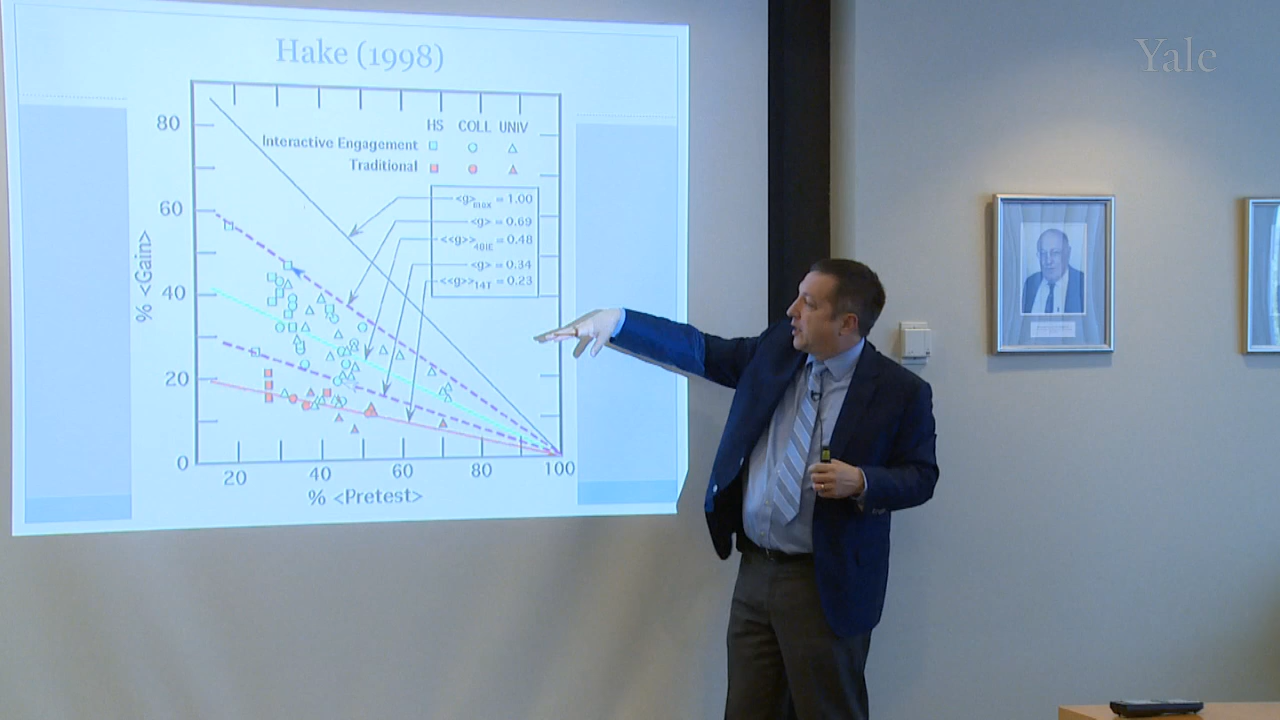 Yale
Hake (1998)
HS COLL UNIV
Interactive Engagement
Traditional
<g>max = 1.00
<g> = 0.69
<<g>>40IE = 0.48
<g> = 0.34
<<g>>14T = 0.23
% <Gain>
80
60
40
20
0
20 40 60 80 100
% <Pretest>